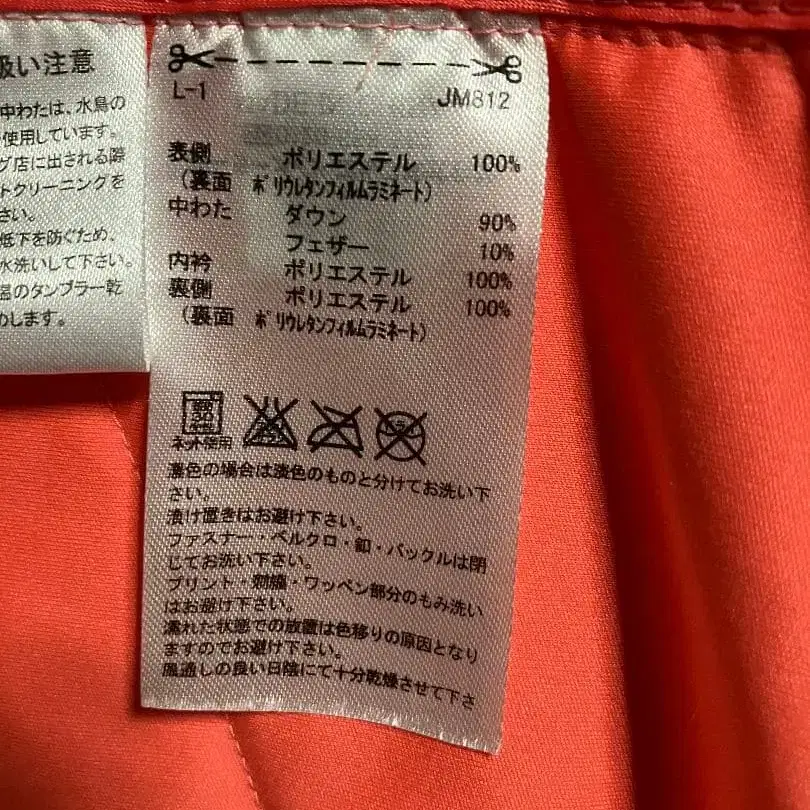 扱い注意
中わたは、水鳥の
使用しています。
グ店に出される際
トクリーニングを
さい。
低下を防ぐため、
水洗いして下さい。
温のタンブラー乾
めします。
L-1 JM812
表側 ポリエステル 100%
(裏面 ポリウレタンフィルムラミネート)
中わた ダウン 90%
フェザー 10%
内衿 ポリエステル 100%
裏側 ポリエステル 100%
(裏面 ポリウレタンフィルムラミネート)
ネット使用
濃色の場合は淡色のものと分けてお洗い下
さい。
漬け置きはお避け下さい。
ファスナー・ベルクロ・釦・バックルは閉
じてお洗い下さい。
プリント・刺繍・ワッペン部分のもみ洗い
はお避け下さい。
濡れた状態での放置は色移りの原因となり
ますのでお避け下さい。
風通しの良い日陰にて十分乾燥させて下さ